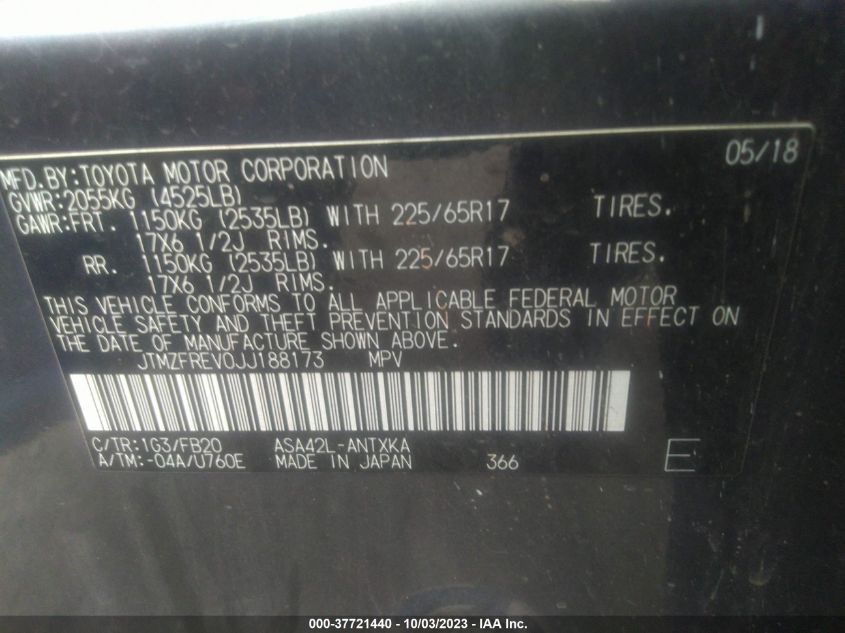 05/18
MFD.BY:TOYOTA MOTOR CORPORATION
GVWR:2055KG (4525LB)
GAWR:FRT. 1150KG (2535LB) WITH 225/65R17 TIRES.
17X6 1/2J RIMS.
RR. 1150KG (2535LB) WITH 225/65R17 TIRES.
17X6 1/2J RIMS.
THIS VEHICLE CONFORMS TO ALL APPLICABLE FEDERAL MOTOR
VEHICLE SAFETY AND THEFT PREVENTION STANDARDS IN EFFECT ON
THE DATE OF MANUFACTURE SHOWN ABOVE.
JTMZFREV0JJ188173 MPV
C/TR:1G3/FB20 ASA42L-ANTXKA
A/TM:-04A/U760E MADE IN JAPAN 366 E
000-37721440 - 10/03/2023 - IAA Inc.